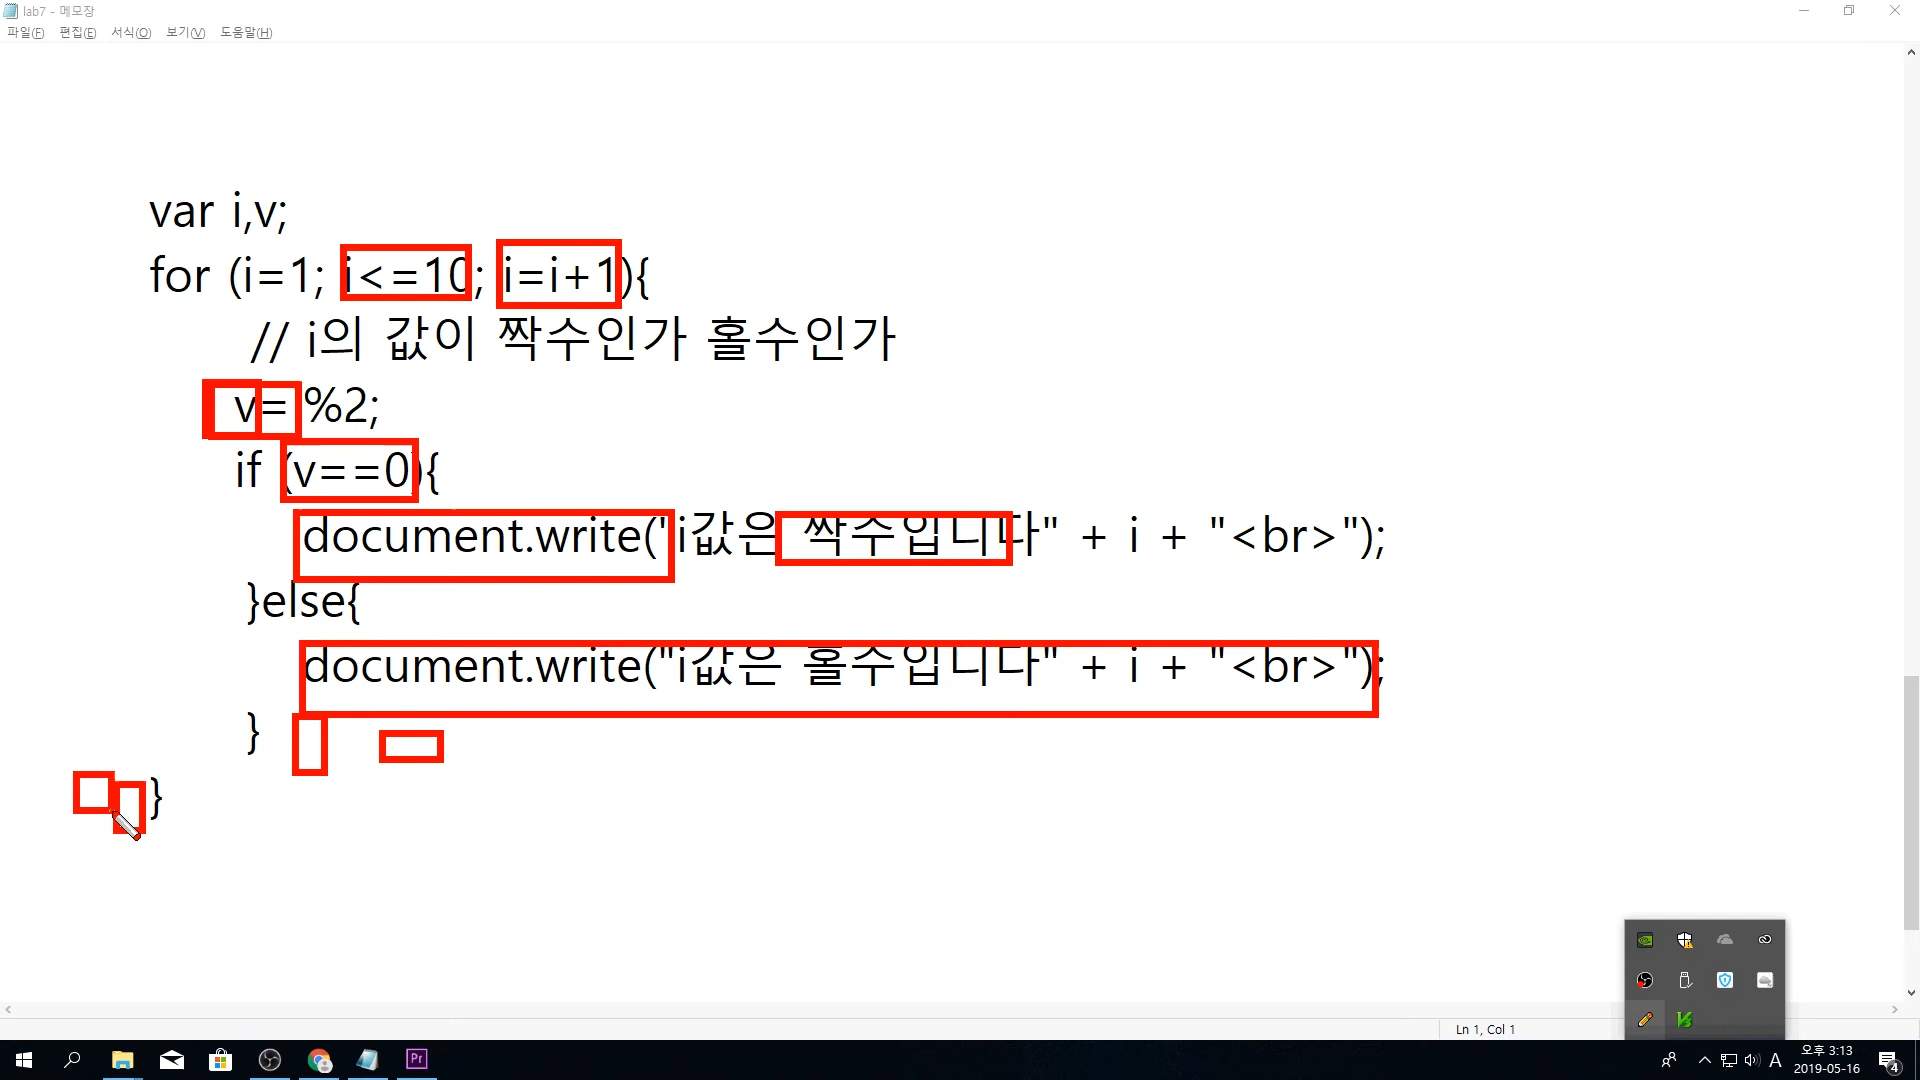 lab7 - 메모장
파일(F) 편집(E) 서식(O) 보기(V) 도움말(H)
var i,v;
for (i=1; i<=10; i=i+1){
// i의 값이 짝수인가 홀수인가
v= %2;
if (v==0){
document.write("i값은 짝수입니다" + i + "<br>");
}else{
document.write("i값은 홀수입니다" + i + "<br>");
}
}
Ln 1, Col 1
Pr
A
오후 3:13
2019-05-16
4